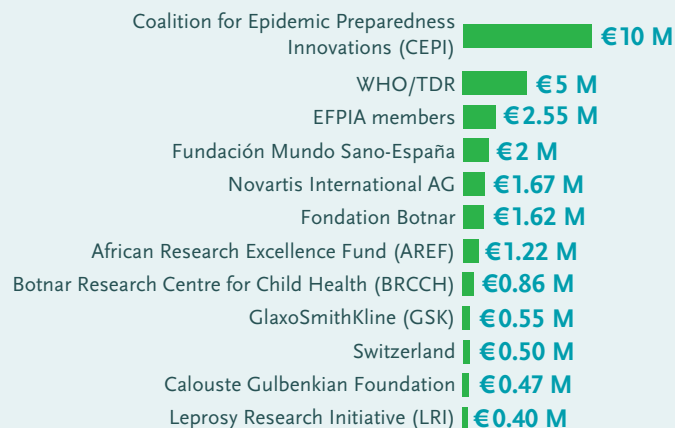 Coalition for Epidemic Preparedness
Innovations (CEPI) €10 M
WHO/TDR €5 M
EFPIA members €2.55 M
Fundación Mundo Sano-España €2 M
Novartis International AG €1.67 M
Fondation Botnar €1.62 M
African Research Excellence Fund (AREF) €1.22 M
Botnar Research Centre for Child Health (BRCCH) €0.86 M
GlaxoSmithKline (GSK) €0.55 M
Switzerland €0.50 M
Calouste Gulbenkian Foundation €0.47 M
Leprosy Research Initiative (LRI) €0.40 M